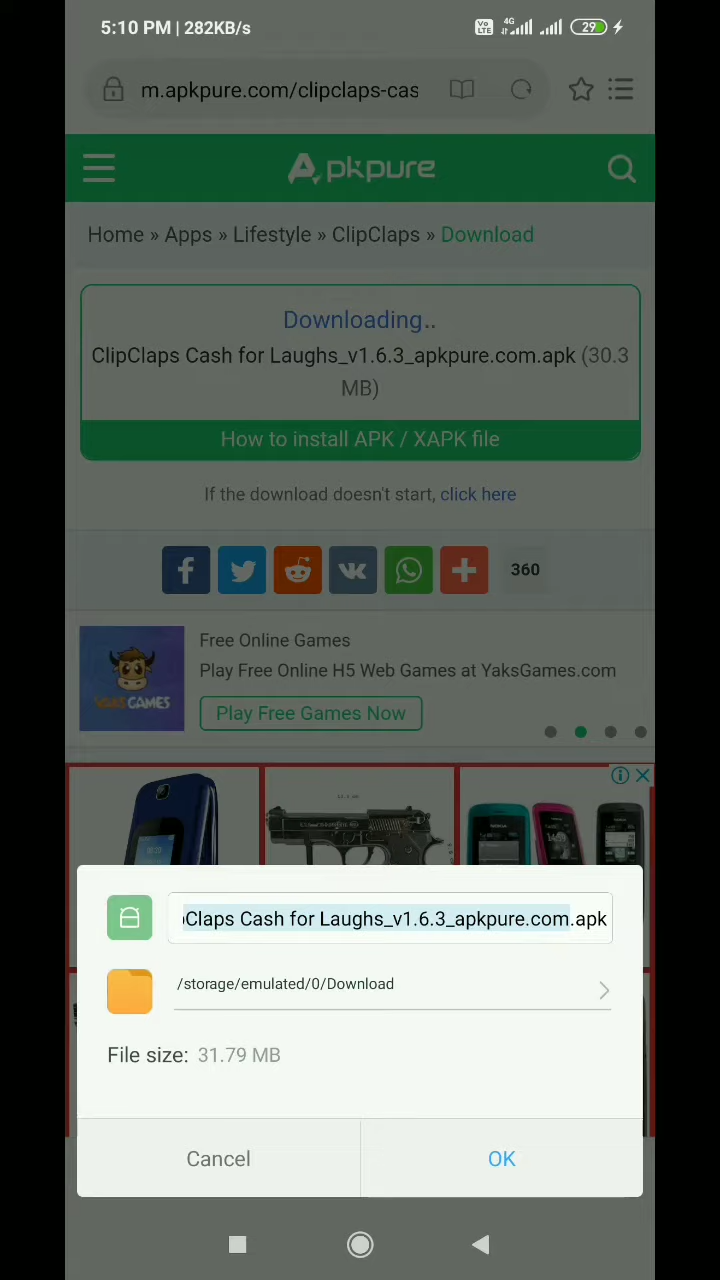 5:10 PM | 282KB/s
Vo LTE
4G
29
m.apkpure.com/clipclaps-cas
Apkpure
Home » Apps » Lifestyle » ClipClaps » Download
Downloading..
ClipClaps Cash for Laughs_v1.6.3_apkpure.com.apk (30.3
MB)
How to install APK / XAPK file
If the download doesn't start, click here
360
Free Online Games
Play Free Online H5 Web Games at YaksGames.com
YAKS GAMES
Play Free Games Now
Claps Cash for Laughs_v1.6.3_apkpure.com.apk
/storage/emulated/0/Download
File size: 31.79 MB
Cancel
OK